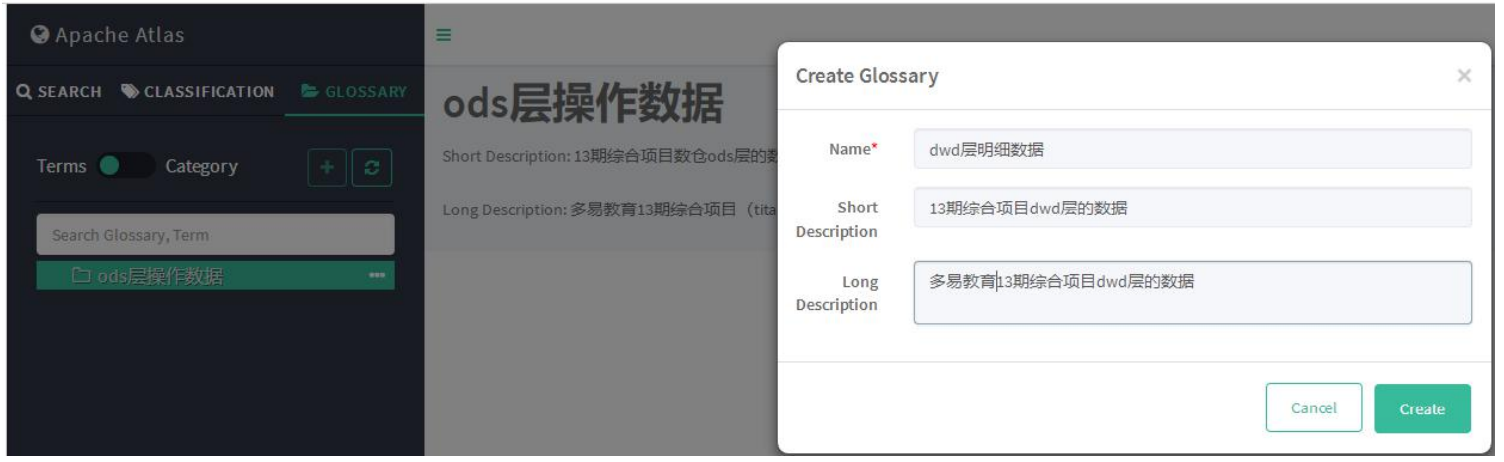 Apache Atlas
SEARCH CLASSIFICATION GLOSSARY
Terms Category
Search Glossary, Term
ods层操作数据
ods层操作数据
Short Description: 13期综合项目数仓ods层的数
Long Description: 多易教育13期综合项目（tita
Create Glossary
Name* dwd层明细数据
Short Description 13期综合项目dwd层的数据
Long Description 多易教育13期综合项目dwd层的数据
Cancel Create